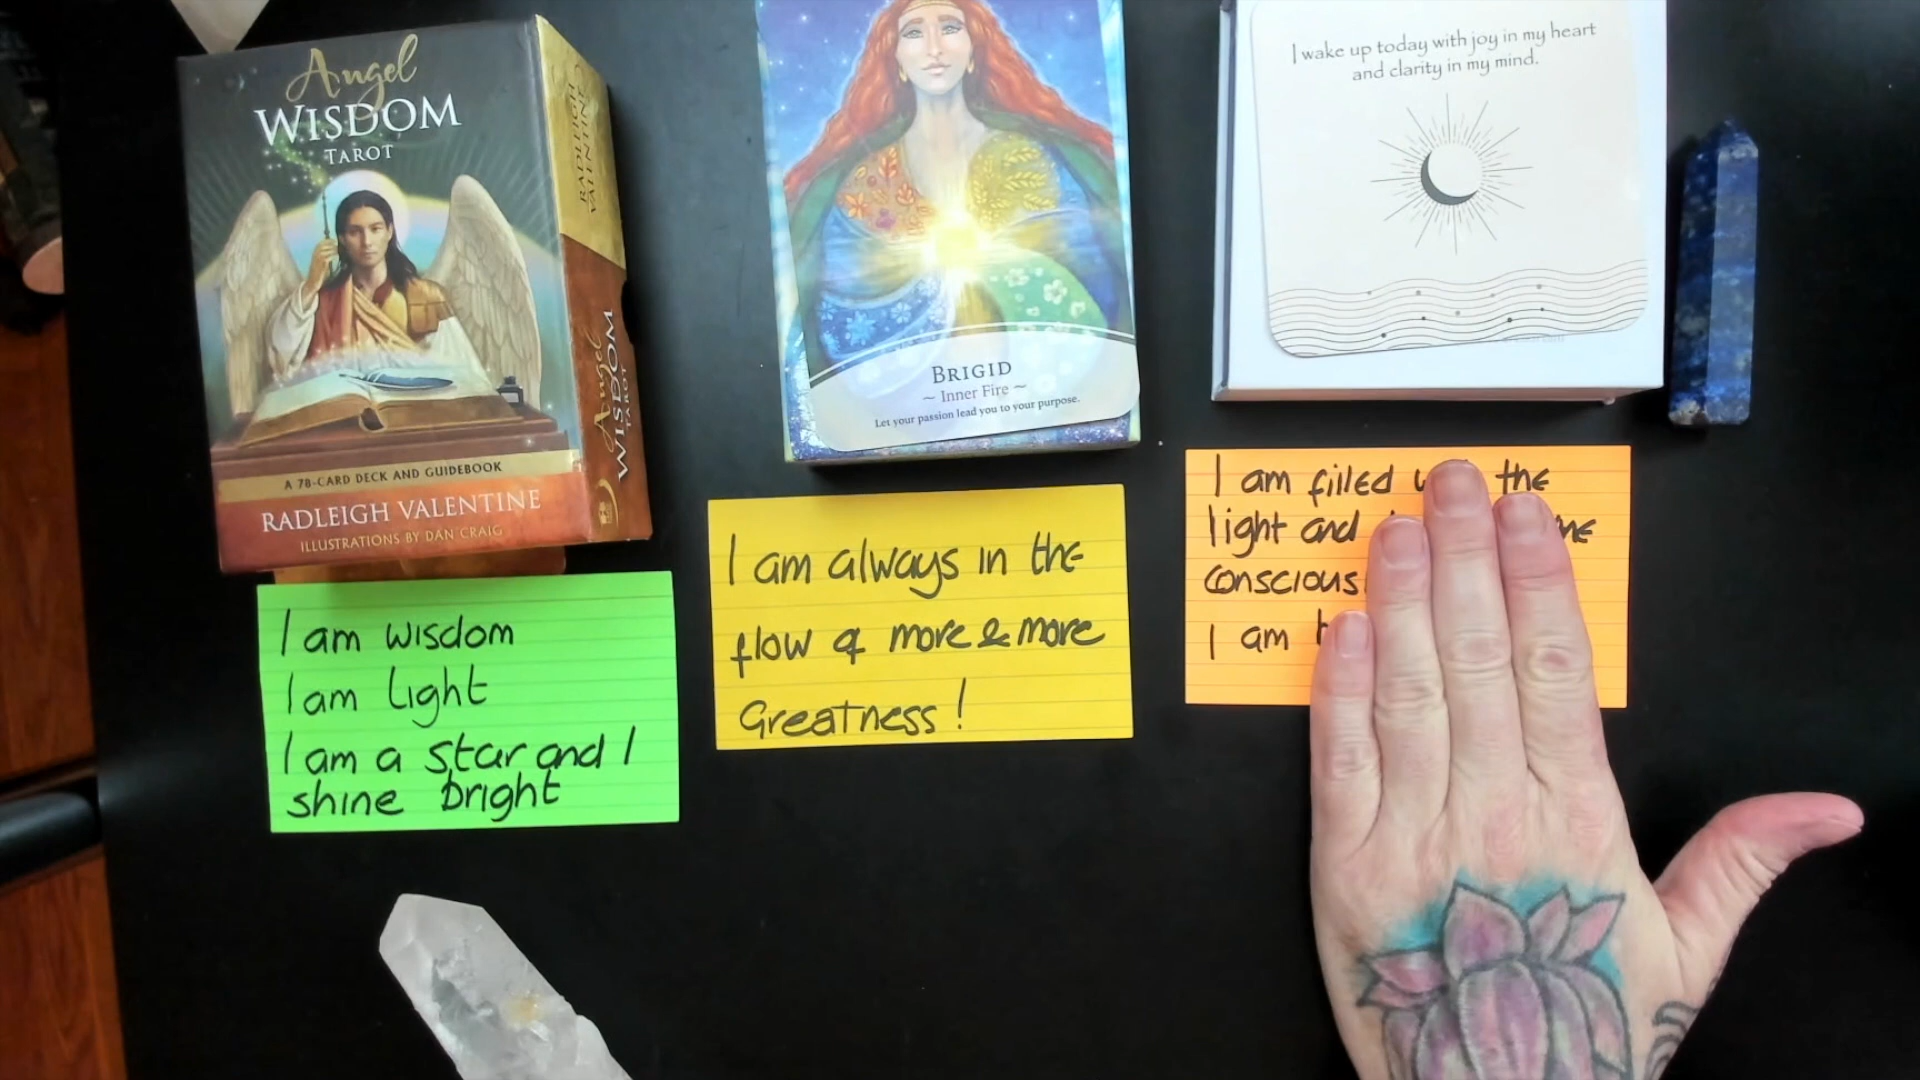 Angel
WISDOM
TAROT
A 78-CARD DECK AND GUIDEBOOK
RADLEIGH VALENTINE
ILLUSTRATIONS BY DAN CRAIG
RADLEIGH
VALENTINE
Angel
WISDOM
TAROT
I am wisdom
I am light
I am a star and I
shine bright
BRIGID
~ Inner Fire ~
Let your passion lead you to your purpose.
I am always in the
flow of more & more
Greatness!
I wake up today with joy in my heart
and clarity in my mind.
I am filled the
light and
conscious
I am